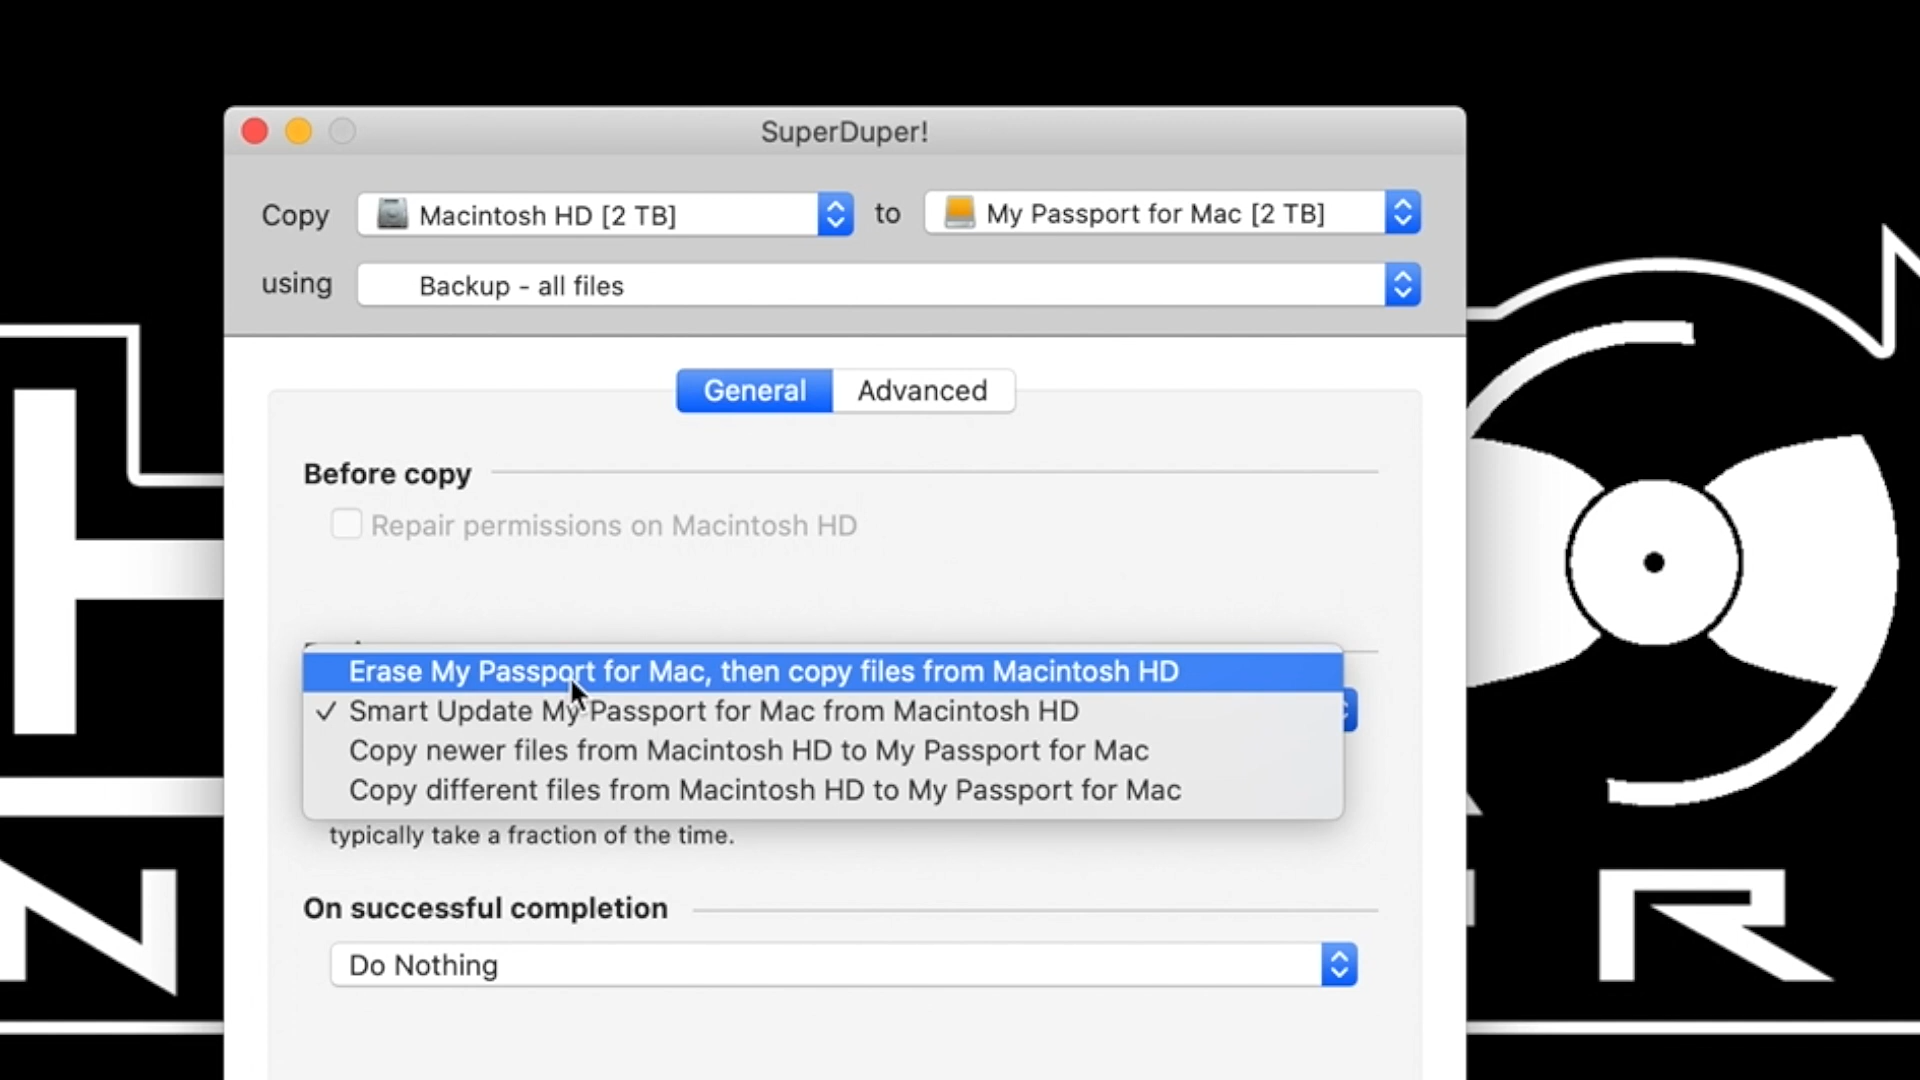 SuperDuper!
Copy Macintosh HD [2 TB] to My Passport for Mac [2 TB]
using Backup - all files
General Advanced
Before copy
Repair permissions on Macintosh HD
Erase My Passport for Mac, then copy files from Macintosh HD
✓ Smart Update My Passport for Mac from Macintosh HD
Copy newer files from Macintosh HD to My Passport for Mac
Copy different files from Macintosh HD to My Passport for Mac
typically take a fraction of the time.
On successful completion
Do Nothing